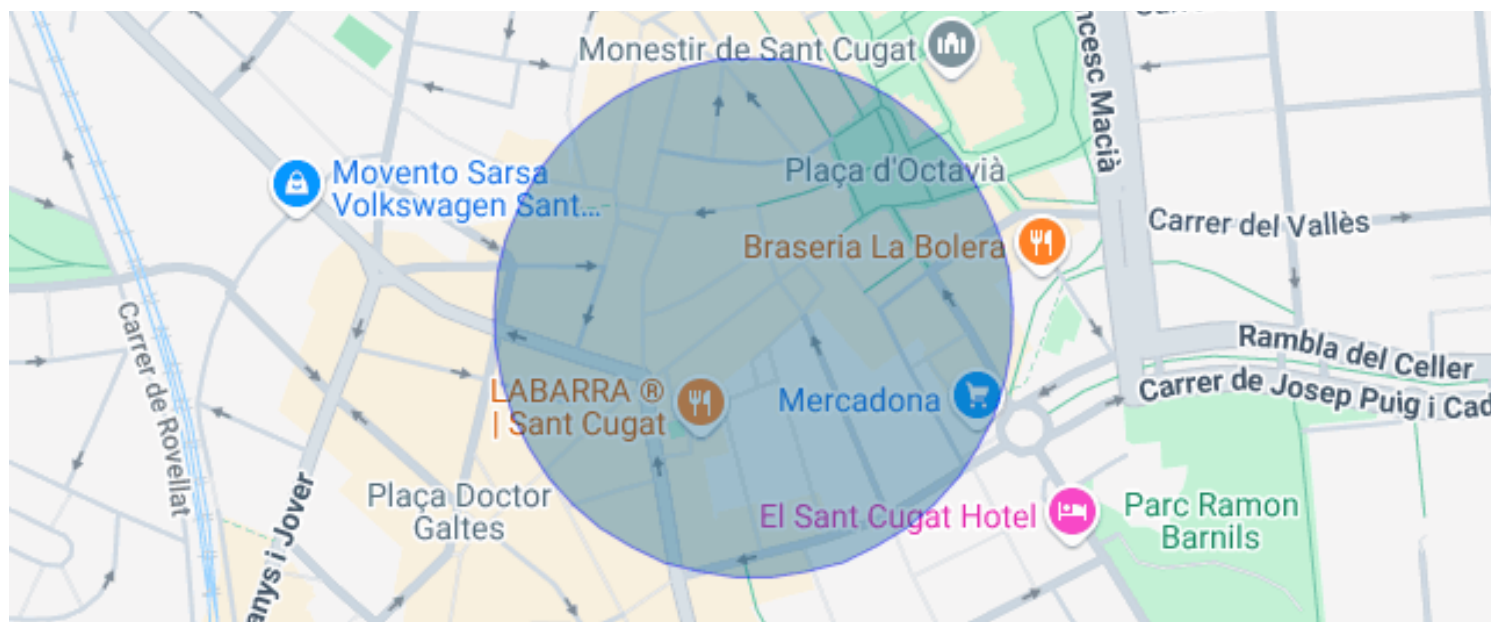 Monestir de Sant Cugat
ncesc Macià
Movento Sarsa
Volkswagen Sant...
Plaça d'Octavià
Carrer del Vallès
Braseria La Bolera
Carrer de Rovellat
Rambla del Celler
Carrer de Josep Puig i Cad
LABARRA ®
| Sant Cugat
Mercadona
Plaça Doctor
Galtes
anys i Jover
El Sant Cugat Hotel
Parc Ramon
Barnils